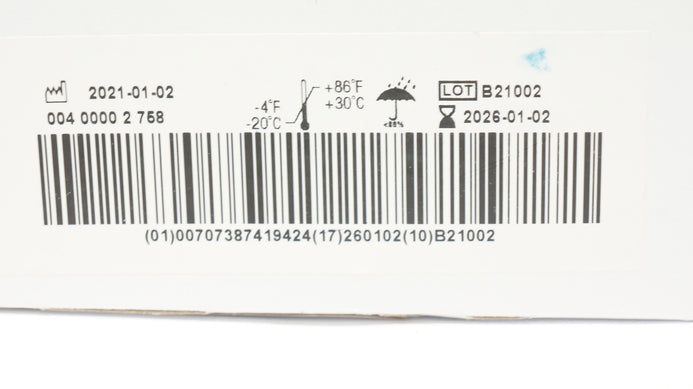 2021-01-02
004 0000 2 758
-4°F
-20°C
+86°F
+30°C
LOT B21002
2026-01-02
(01)00707387419424(17)260102(10)B21002